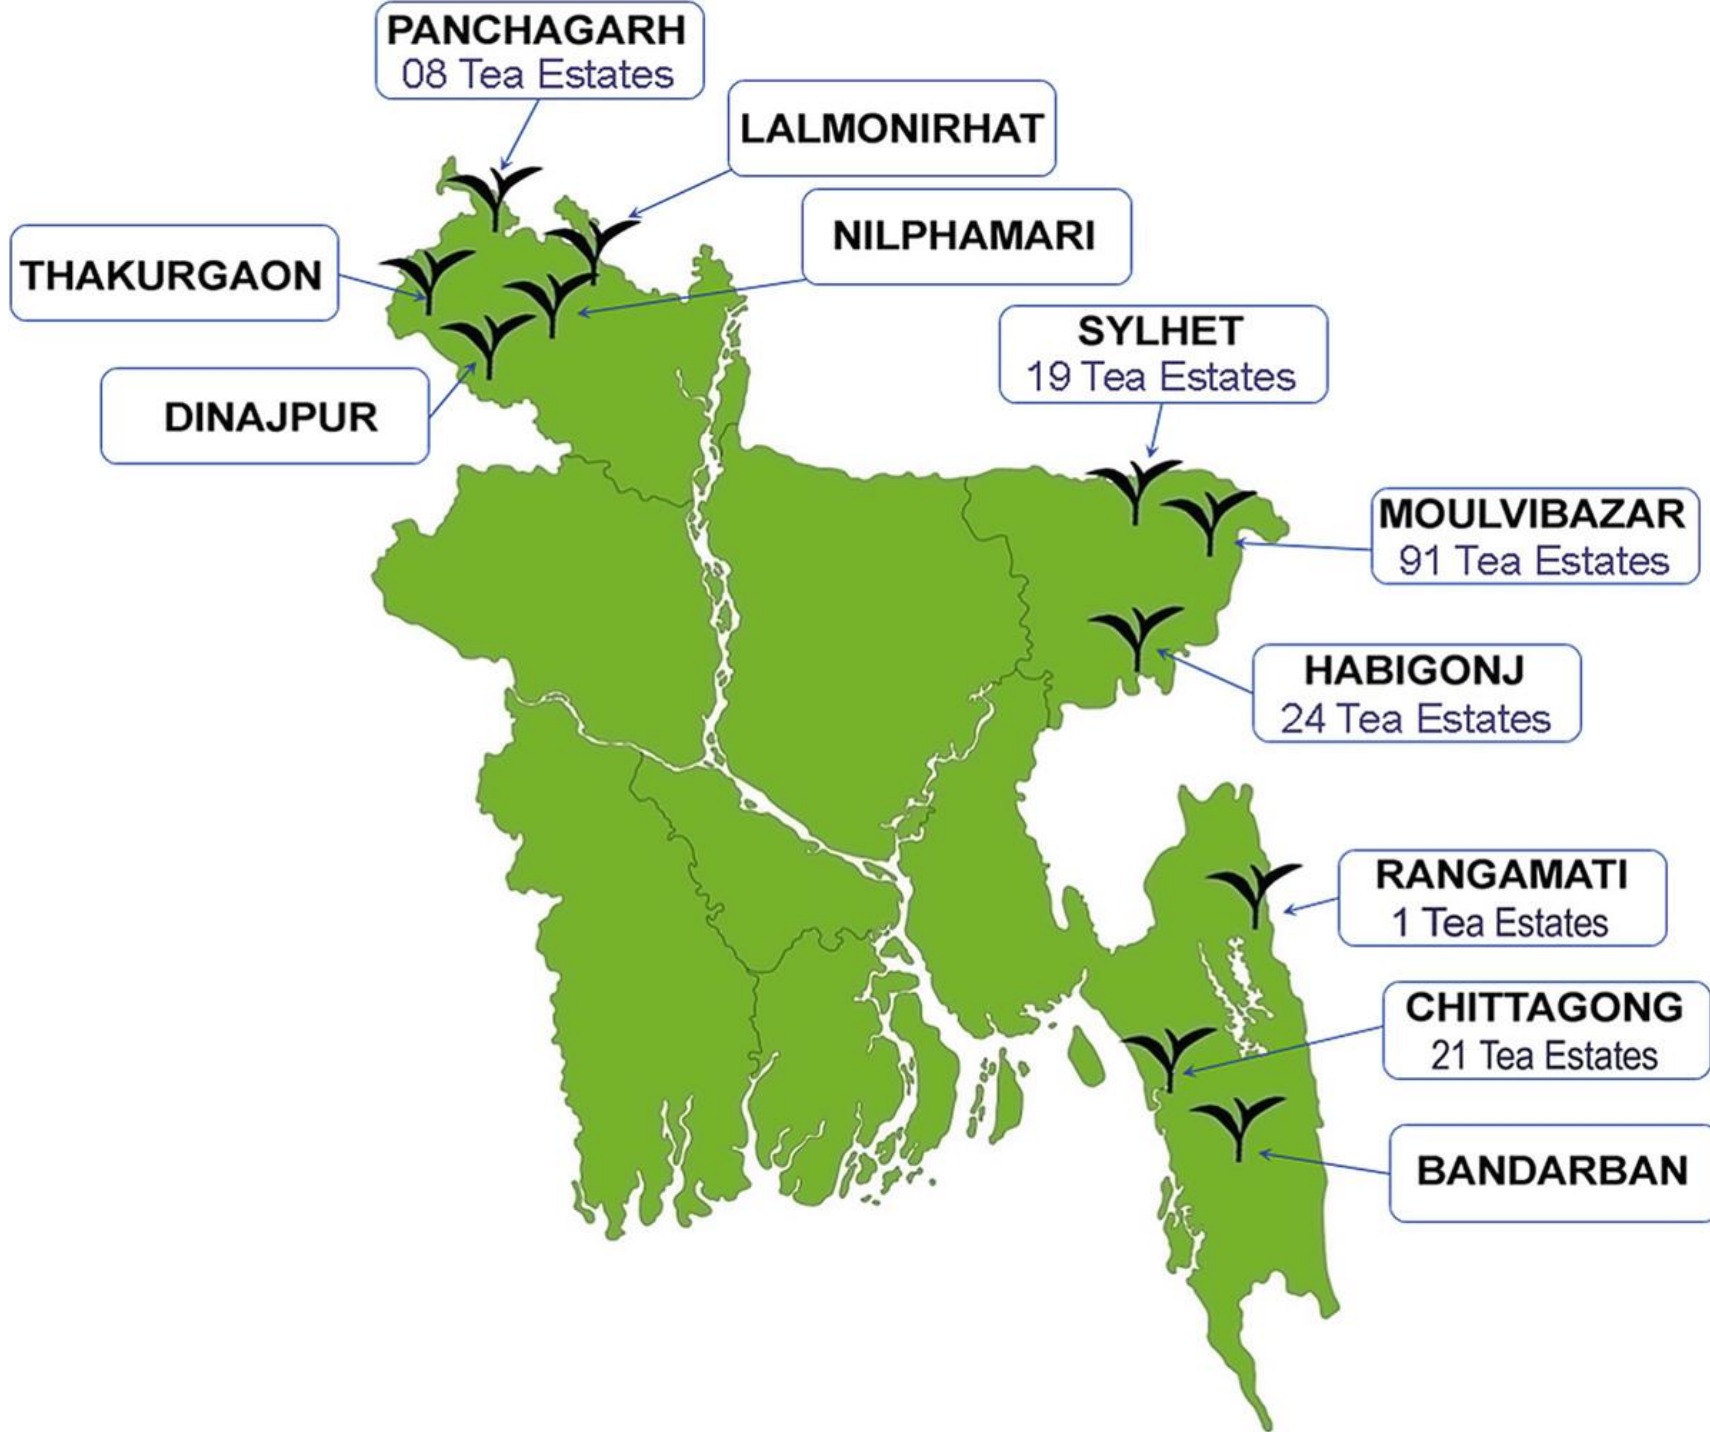 PANCHAGARH
08 Tea Estates
LALMONIRHAT
NILPHAMARI
THAKURGAON
SYLHET
19 Tea Estates
DINAJPUR
MOULVIBAZAR
91 Tea Estates
HABIGONJ
24 Tea Estates
RANGAMATI
1 Tea Estates
CHITTAGONG
21 Tea Estates
BANDARBAN